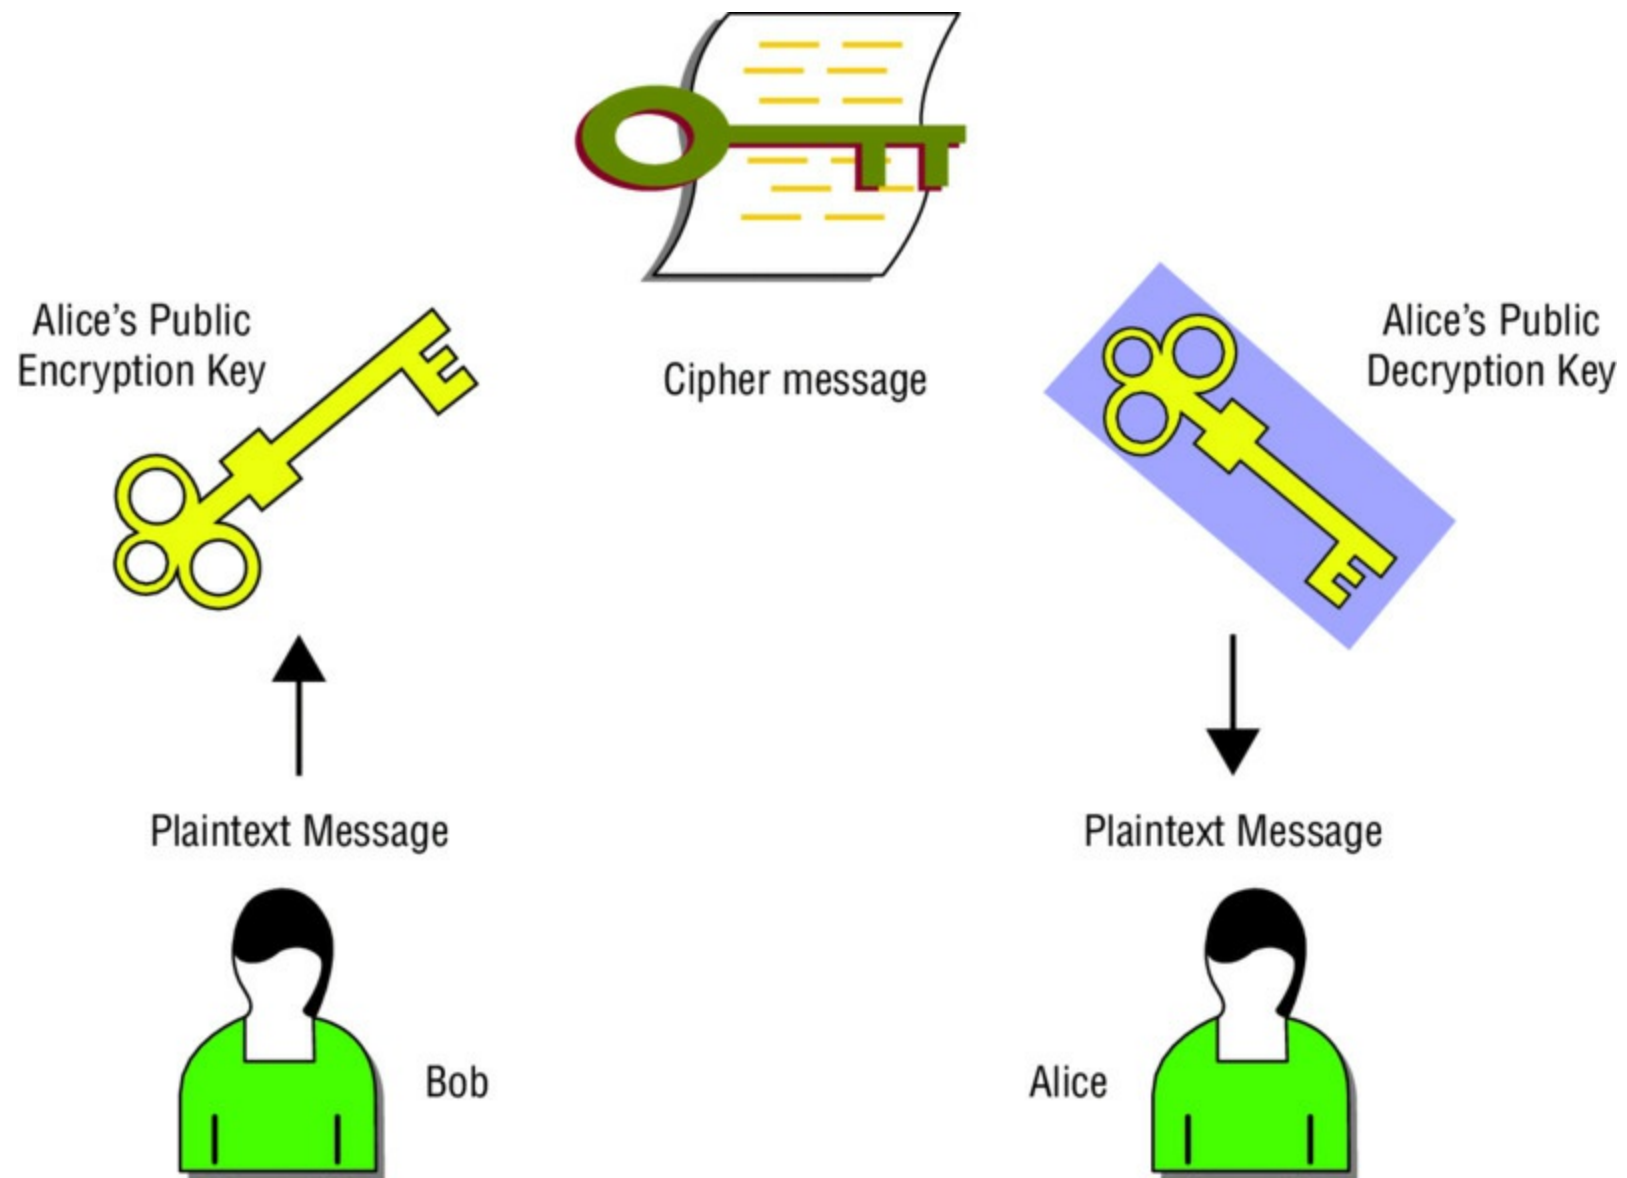 Alice’s Public
Encryption Key
Cipher message
Alice’s Public
Decryption Key
Plaintext Message
Plaintext Message
Bob
Alice